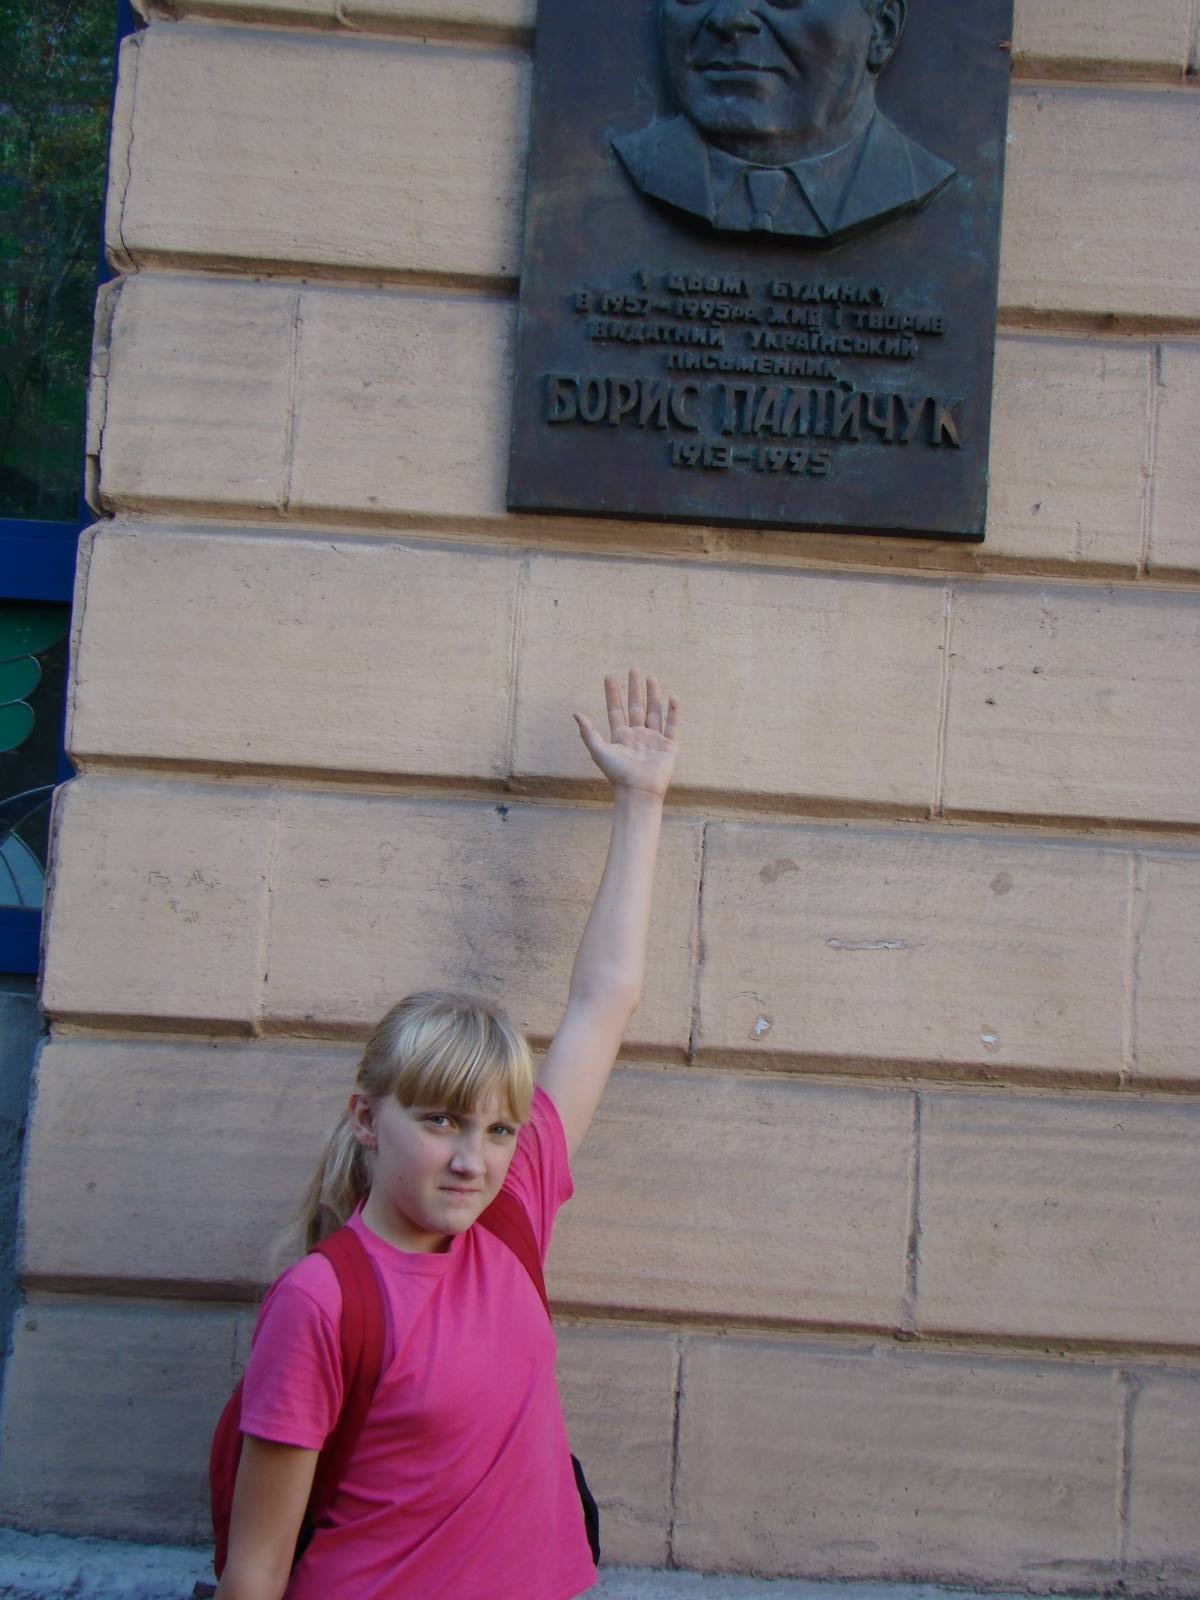 У ЦЬОМУ БУДИНКУ
В 1957-1995РР. ЖИВ І ТВОРИВ
ВИДАТНИЙ УКРАЇНСЬКИЙ
ПИСЬМЕННИК
БОРИС ПАЛІЙЧУК
1913-1995